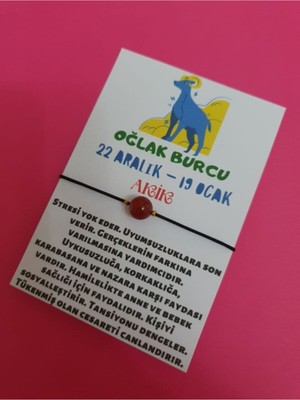 OĞLAK BURCU
22 ARALIK – 19 OCAK
AKİK
STRESİ YOK EDER. UYUMSUZLUKLARA SON
VERİR. GERÇEKLERİN FARKINA
VARILMASINA YARDIMCIDIR.
UYKUSUZLUĞA, KORKAKLIĞA,
KARABASANA VE NAZARA KARŞI FAYDASI
VARDIR. HAMİLELİKTE ANNE VE BEBEK
SAĞLIĞI İÇİN FAYDALIDIR. KİŞİYİ
SOSYALLEŞTİRİR. TANSİYONU DENGELER.
TÜKENMİŞ OLAN CESARETİ CANLANDIRIR.